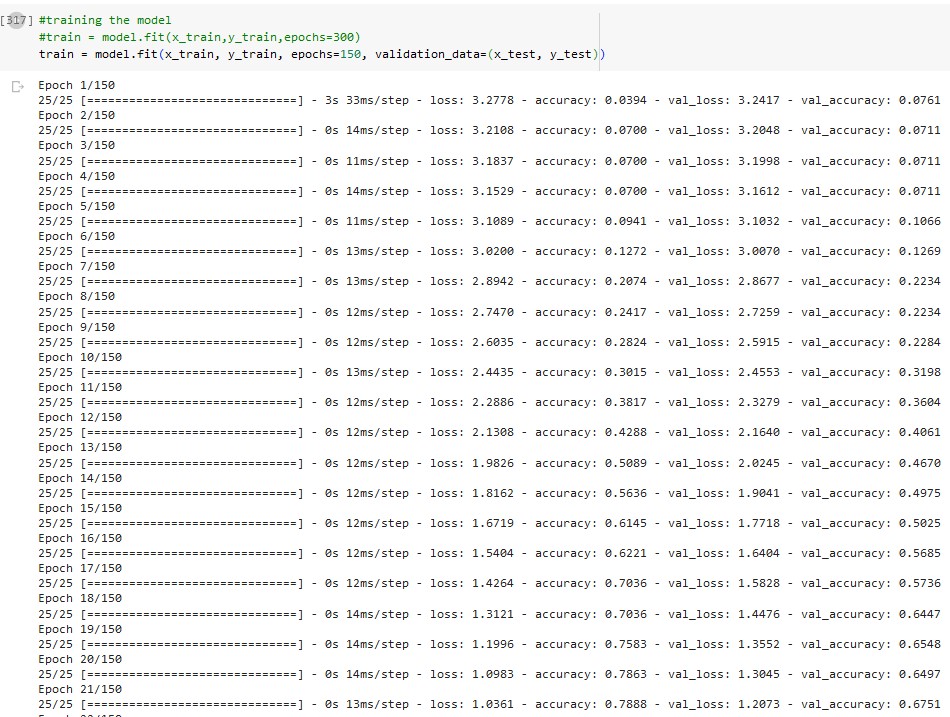 [317] #training the model
#train = model.fit(x_train,y_train,epochs=300)
train = model.fit(x_train, y_train, epochs=150, validation_data=(x_test, y_test))
Epoch 1/150
25/25 [==============================] - 3s 33ms/step - loss: 3.2778 - accuracy: 0.0394 - val_loss: 3.2417 - val_accuracy: 0.0761
Epoch 2/150
25/25 [==============================] - 0s 14ms/step - loss: 3.2108 - accuracy: 0.0700 - val_loss: 3.2048 - val_accuracy: 0.0711
Epoch 3/150
25/25 [==============================] - 0s 11ms/step - loss: 3.1837 - accuracy: 0.0700 - val_loss: 3.1998 - val_accuracy: 0.0711
Epoch 4/150
25/25 [==============================] - 0s 14ms/step - loss: 3.1529 - accuracy: 0.0700 - val_loss: 3.1612 - val_accuracy: 0.0711
Epoch 5/150
25/25 [==============================] - 0s 11ms/step - loss: 3.1089 - accuracy: 0.0941 - val_loss: 3.1032 - val_accuracy: 0.1066
Epoch 6/150
25/25 [==============================] - 0s 13ms/step - loss: 3.0200 - accuracy: 0.1272 - val_loss: 3.0070 - val_accuracy: 0.1269
Epoch 7/150
25/25 [==============================] - 0s 13ms/step - loss: 2.8942 - accuracy: 0.2074 - val_loss: 2.8677 - val_accuracy: 0.2234
Epoch 8/150
25/25 [==============================] - 0s 12ms/step - loss: 2.7470 - accuracy: 0.2417 - val_loss: 2.7259 - val_accuracy: 0.2234
Epoch 9/150
25/25 [==============================] - 0s 12ms/step - loss: 2.6035 - accuracy: 0.2824 - val_loss: 2.5915 - val_accuracy: 0.2284
Epoch 10/150
25/25 [==============================] - 0s 13ms/step - loss: 2.4435 - accuracy: 0.3015 - val_loss: 2.4553 - val_accuracy: 0.3198
Epoch 11/150
25/25 [==============================] - 0s 12ms/step - loss: 2.2886 - accuracy: 0.3817 - val_loss: 2.3279 - val_accuracy: 0.3604
Epoch 12/150
25/25 [==============================] - 0s 12ms/step - loss: 2.1308 - accuracy: 0.4288 - val_loss: 2.1640 - val_accuracy: 0.4061
Epoch 13/150
25/25 [==============================] - 0s 12ms/step - loss: 1.9826 - accuracy: 0.5089 - val_loss: 2.0245 - val_accuracy: 0.4670
Epoch 14/150
25/25 [==============================] - 0s 12ms/step - loss: 1.8162 - accuracy: 0.5636 - val_loss: 1.9041 - val_accuracy: 0.4975
Epoch 15/150
25/25 [==============================] - 0s 12ms/step - loss: 1.6719 - accuracy: 0.6145 - val_loss: 1.7718 - val_accuracy: 0.5025
Epoch 16/150
25/25 [==============================] - 0s 12ms/step - loss: 1.5404 - accuracy: 0.6221 - val_loss: 1.6404 - val_accuracy: 0.5685
Epoch 17/150
25/25 [==============================] - 0s 12ms/step - loss: 1.4264 - accuracy: 0.7036 - val_loss: 1.5828 - val_accuracy: 0.5736
Epoch 18/150
25/25 [==============================] - 0s 14ms/step - loss: 1.3121 - accuracy: 0.7036 - val_loss: 1.4476 - val_accuracy: 0.6447
Epoch 19/150
25/25 [==============================] - 0s 14ms/step - loss: 1.1996 - accuracy: 0.7583 - val_loss: 1.3552 - val_accuracy: 0.6548
Epoch 20/150
25/25 [==============================] - 0s 14ms/step - loss: 1.0983 - accuracy: 0.7863 - val_loss: 1.3045 - val_accuracy: 0.6497
Epoch 21/150
25/25 [==============================] - 0s 13ms/step - loss: 1.0361 - accuracy: 0.7888 - val_loss: 1.2073 - val_accuracy: 0.6751